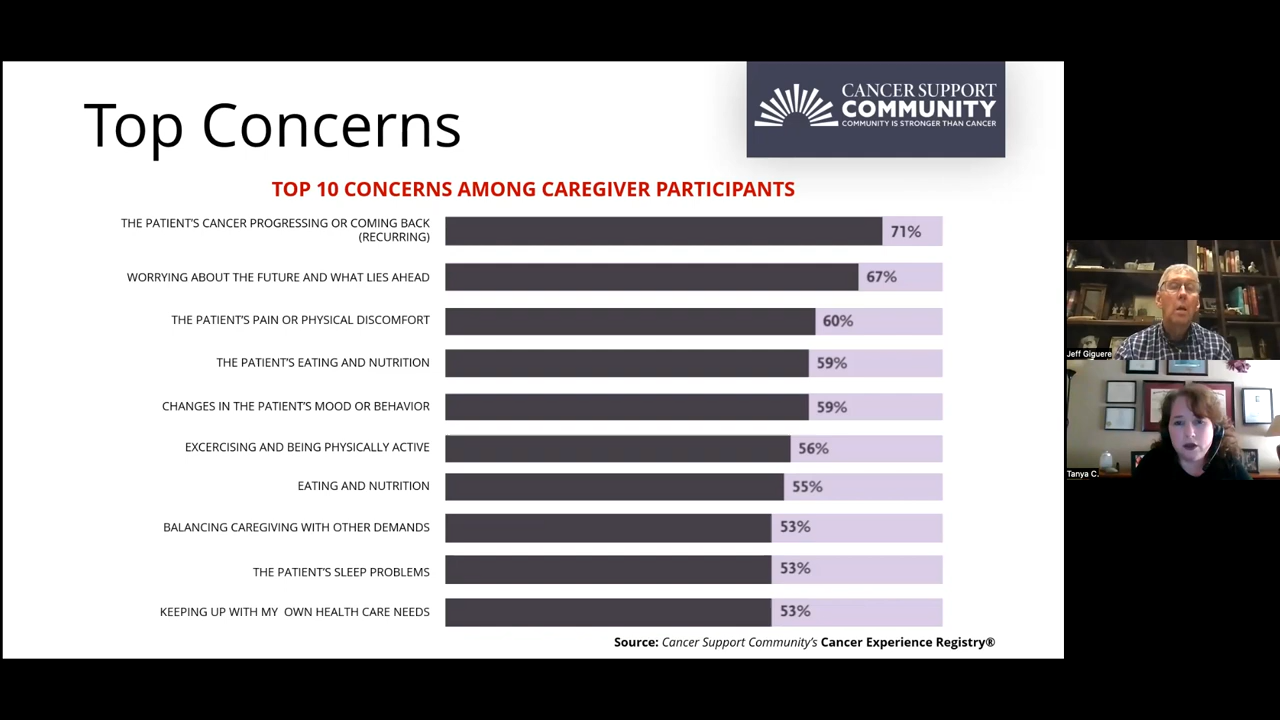 Top Concerns
CANCER SUPPORT
COMMUNITY
COMMUNITY IS STRONGER THAN CANCER
TOP 10 CONCERNS AMONG CAREGIVER PARTICIPANTS
THE PATIENT'S CANCER PROGRESSING OR COMING BACK
(RECURRING)
71%
WORRYING ABOUT THE FUTURE AND WHAT LIES AHEAD
67%
THE PATIENT'S PAIN OR PHYSICAL DISCOMFORT
60%
THE PATIENT'S EATING AND NUTRITION
59%
CHANGES IN THE PATIENT'S MOOD OR BEHAVIOR
59%
EXCERCISING AND BEING PHYSICALLY ACTIVE
56%
EATING AND NUTRITION
55%
BALANCING CAREGIVING WITH OTHER DEMANDS
53%
THE PATIENT'S SLEEP PROBLEMS
53%
KEEPING UP WITH MY OWN HEALTH CARE NEEDS
53%
Source: Cancer Support Community's Cancer Experience Registry®
Jeff Giguere
Tanya C.